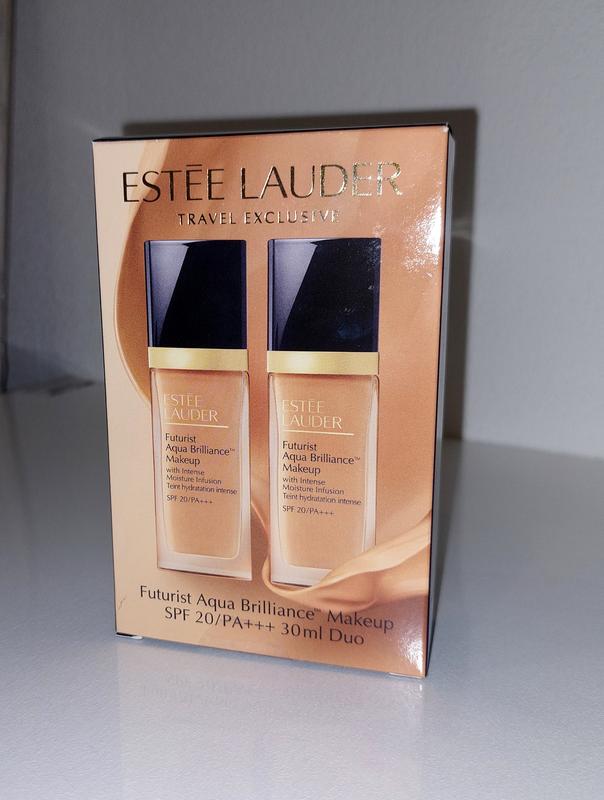 ESTĒE LAUDER
TRAVEL EXCLUSIVE
ESTĒE
LAUDER
Futurist
Aqua Brilliance™
Makeup
with Intense
Moisture Infusion
Teint hydratation intense
SPF 20/PA+++
ESTĒE
LAUDER
Futurist
Aqua Brilliance™
Makeup
with Intense
Moisture Infusion
Teint hydratation intense
SPF 20/PA+++
Futurist Aqua Brilliance™ Makeup
SPF 20/PA+++ 30ml Duo